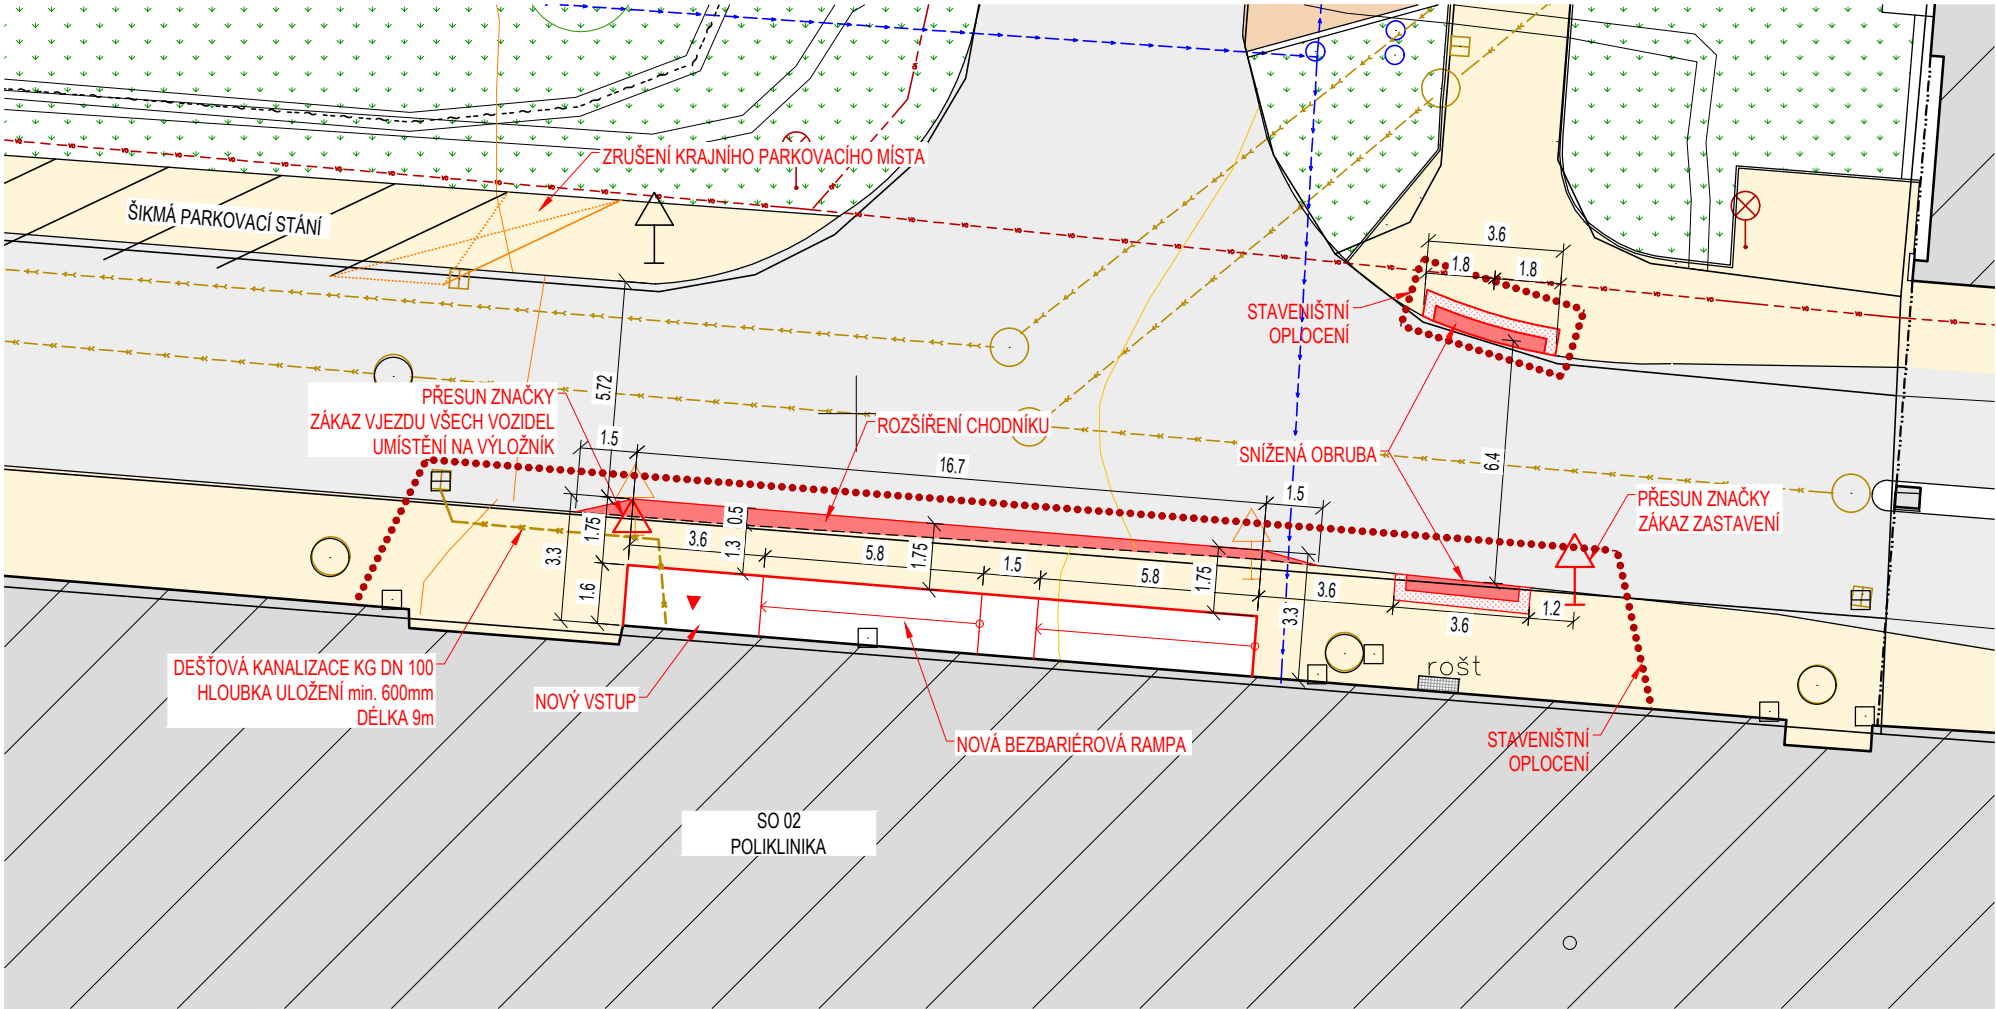 ZRUŠENÍ KRAJNÍHO PARKOVACÍHO MÍSTA
ŠIKMÁ PARKOVACÍ STÁNÍ
3.6
1.8
1.8
STAVENIŠTNÍ
OPLOCENÍ
5.72
PŘESUN ZNAČKY
ZÁKAZ VJEZDU VŠECH VOZIDEL
UMÍSTĚNÍ NA VÝLOŽNÍK
ROZŠÍŘENÍ CHODNÍKU
SNÍŽENÁ OBRUBA
1.5
16.7
1.5
6.4
PŘESUN ZNAČKY
ZÁKAZ ZASTAVENÍ
3.3
1.75
1.6
0.5
1.3
3.6
5.8
1.75
1.5
5.8
1.75
3.3
3.6
3.6
1.2
rošt
DEŠŤOVÁ KANALIZACE KG DN 100
HLOUBKA ULOŽENÍ min. 600mm
DÉLKA 9m
NOVÝ VSTUP
NOVÁ BEZBARIÉROVÁ RAMPA
STAVENIŠTNÍ
OPLOCENÍ
SO 02
POLIKLINIKA